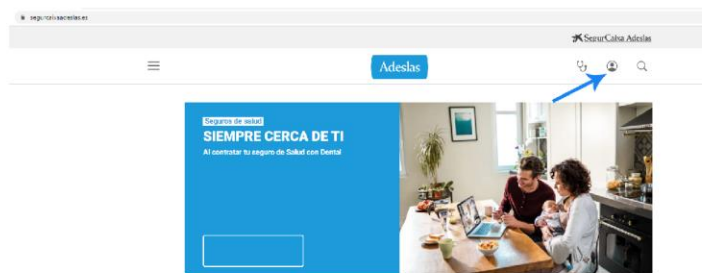 segurcaixaadeslas.es
SegurCaixa Adeslas
Adeslas
Seguros de salud
SIEMPRE CERCA DE TI
Al contratar tu seguro de Salud con Dental